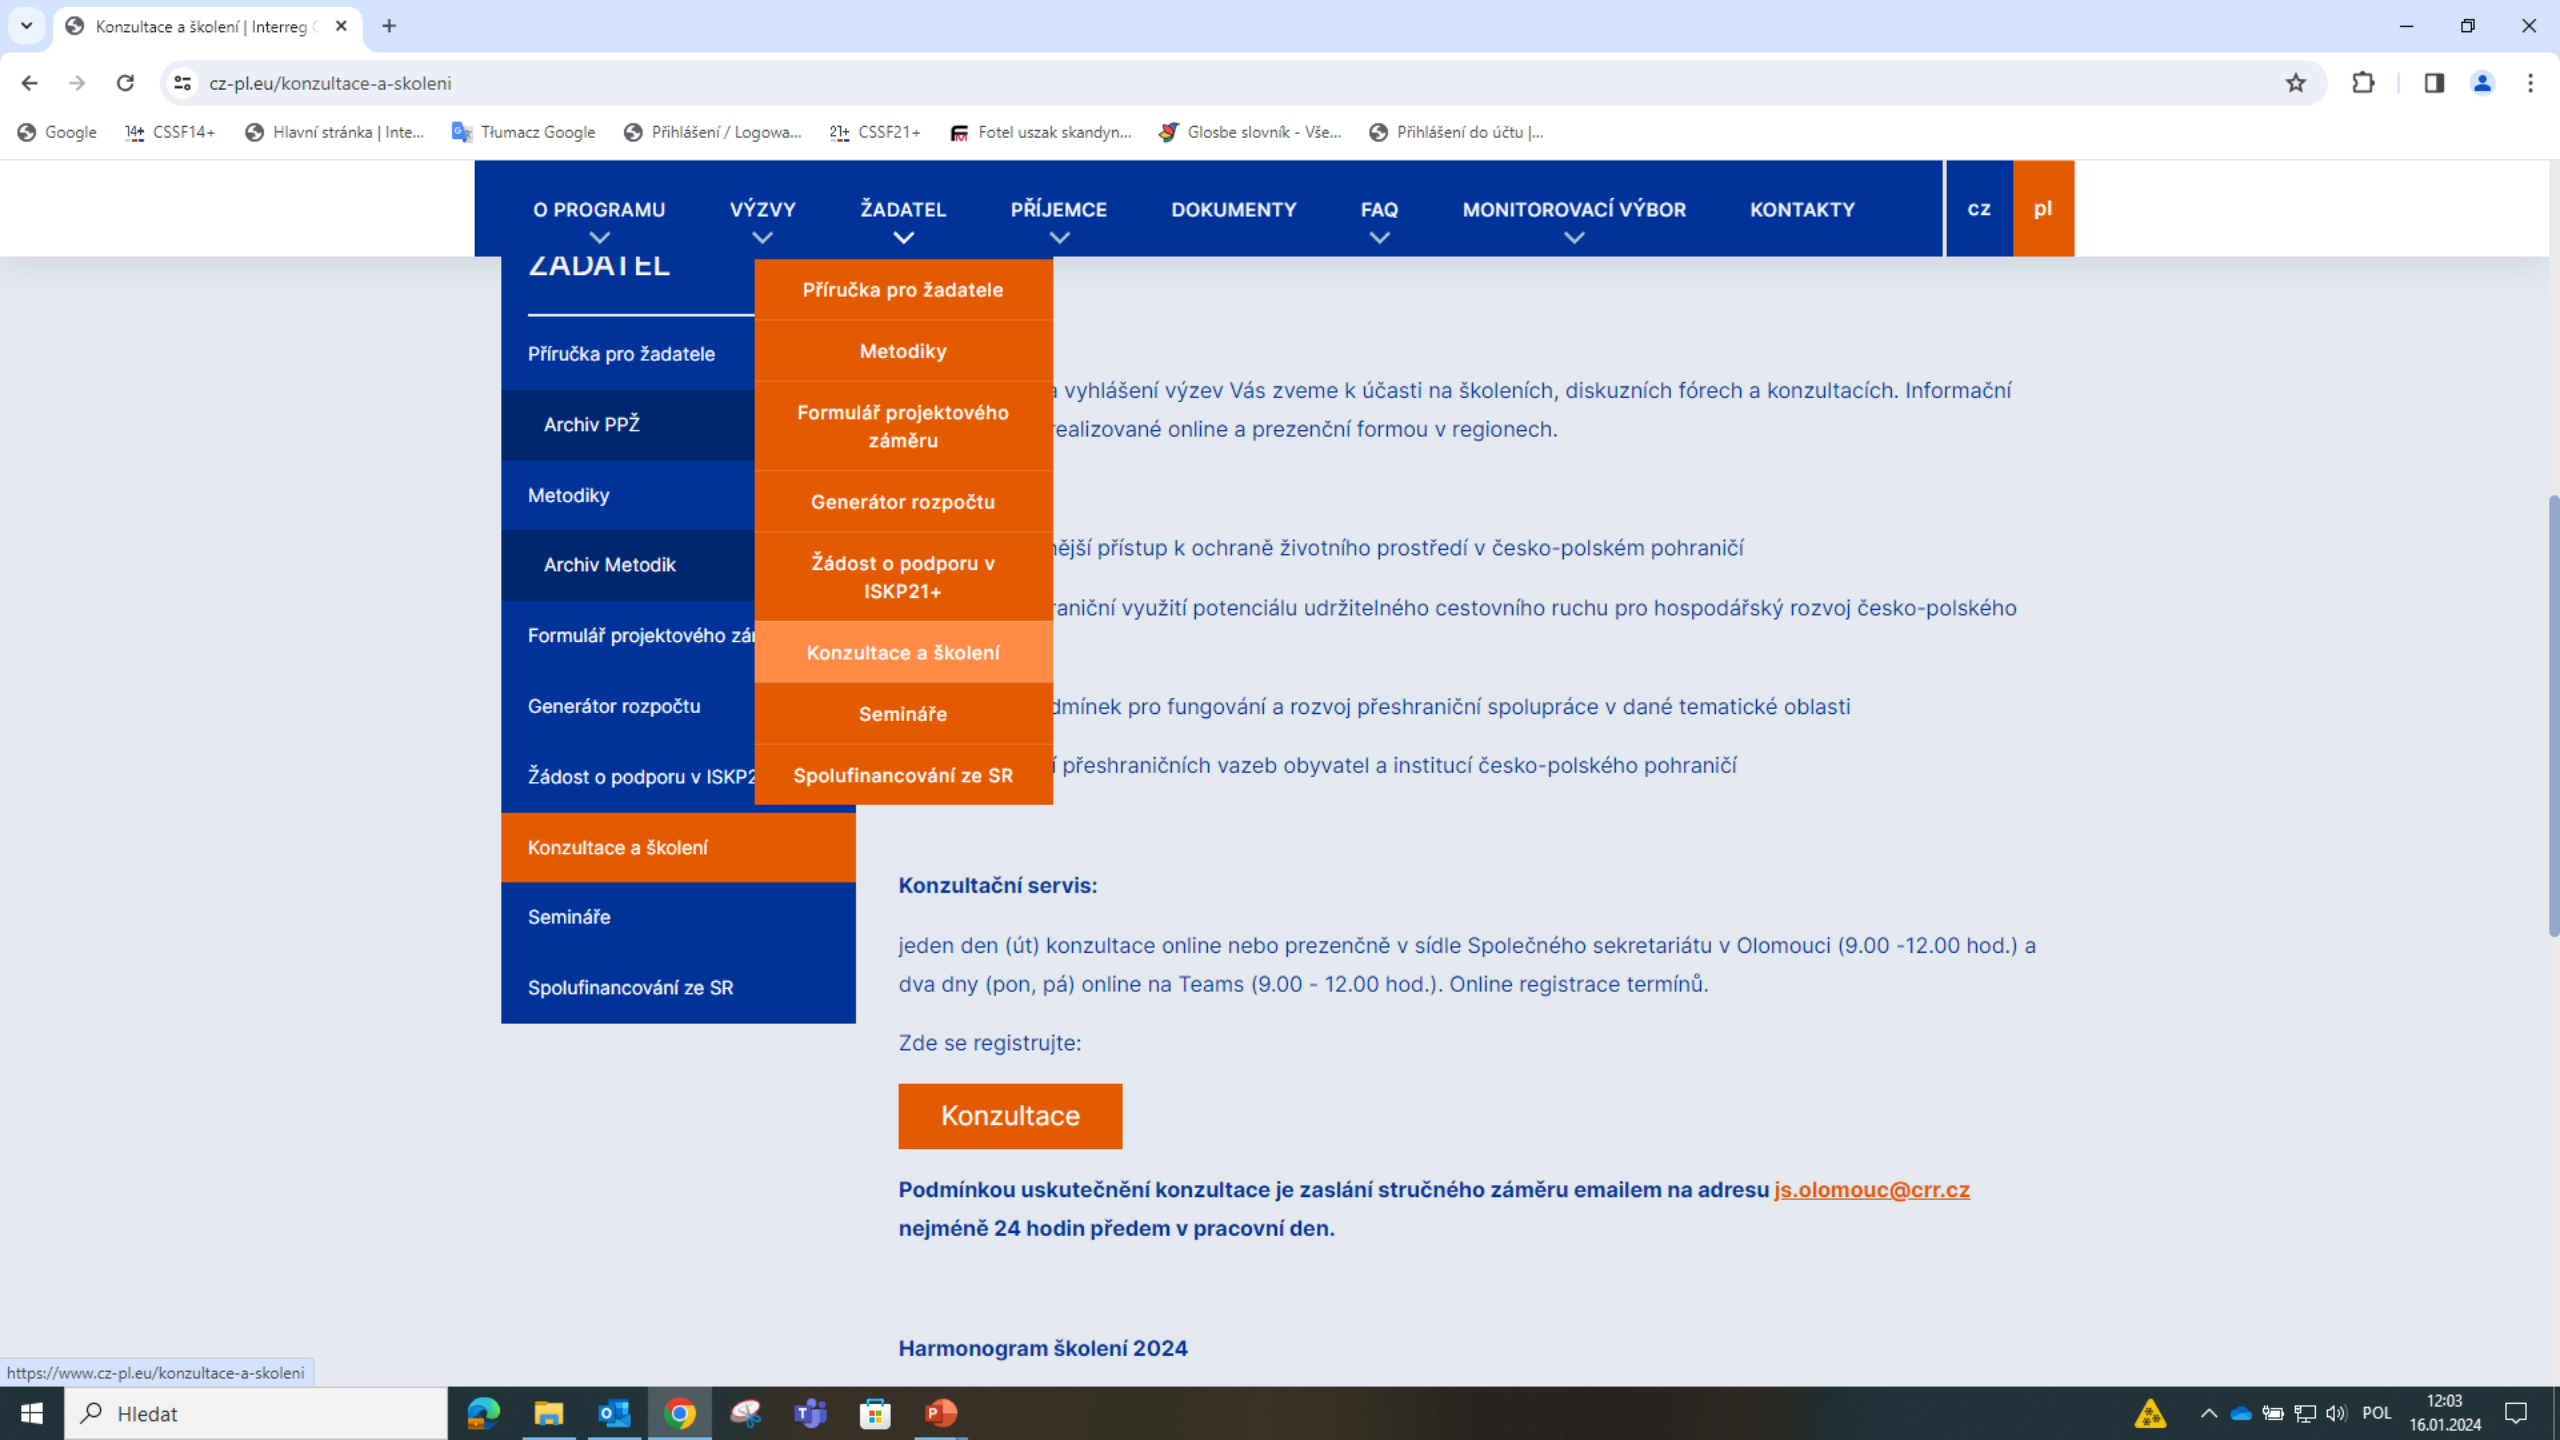 Konzultace a školení | Interreg
cz-pl.eu/konzultace-a-skoleni
Google
CSSF14+
Hlavní stránka | Inte...
Tłumacz Google
Přihlášení / Logowa...
CSSF21+
Fotel uszak skandyn...
Glosbe slovník - Vše...
Přihlášení do účtu |...
O PROGRAMU
VÝZVY
ŽADATEL
PŘÍJEMCE
DOKUMENTY
FAQ
MONITOROVACÍ VÝBOR
KONTAKTY
cz
pl
ŽADATEL
Příručka pro žadatele
Archiv PPŽ
Metodiky
Archiv Metodik
Formulář projektového
Generátor rozpočtu
Žádost o podporu v ISKP2
Konzultace a školení
Semináře
Spolufinancování ze SR
Příručka pro žadatele
Metodiky
Formulář projektového
záměru
Generátor rozpočtu
Žádost o podporu v
ISKP21+
Konzultace a školení
Semináře
Spolufinancování ze SR
vyhlášení výzev Vás zveme k účasti na školeních, diskuzních fórech a konzultacích. Informační
realizované online a prezenční formou v regionech.
nější přístup k ochraně životního prostředí v česko-polském pohraničí
raniční využití potenciálu udržitelného cestovního ruchu pro hospodářský rozvoj česko-polského
dmínek pro fungování a rozvoj přeshraniční spolupráce v dané tematické oblasti
í přeshraničních vazeb obyvatel a institucí česko-polského pohraničí
Konzultační servis:
jeden den (út) konzultace online nebo prezenčně v sídle Společného sekretariátu v Olomouci (9.00 -12.00 hod.) a
dva dny (pon, pá) online na Teams (9.00 - 12.00 hod.). Online registrace termínů.
Zde se registrujte:
Konzultace
Podmínkou uskutečnění konzultace je zaslání stručného záměru emailem na adresu js.olomouc@crr.cz
nejméně 24 hodin předem v pracovní den.
Harmonogram školení 2024
https://www.cz-pl.eu/konzultace-a-skoleni
Hledat
POL
12:03
16.01.2024